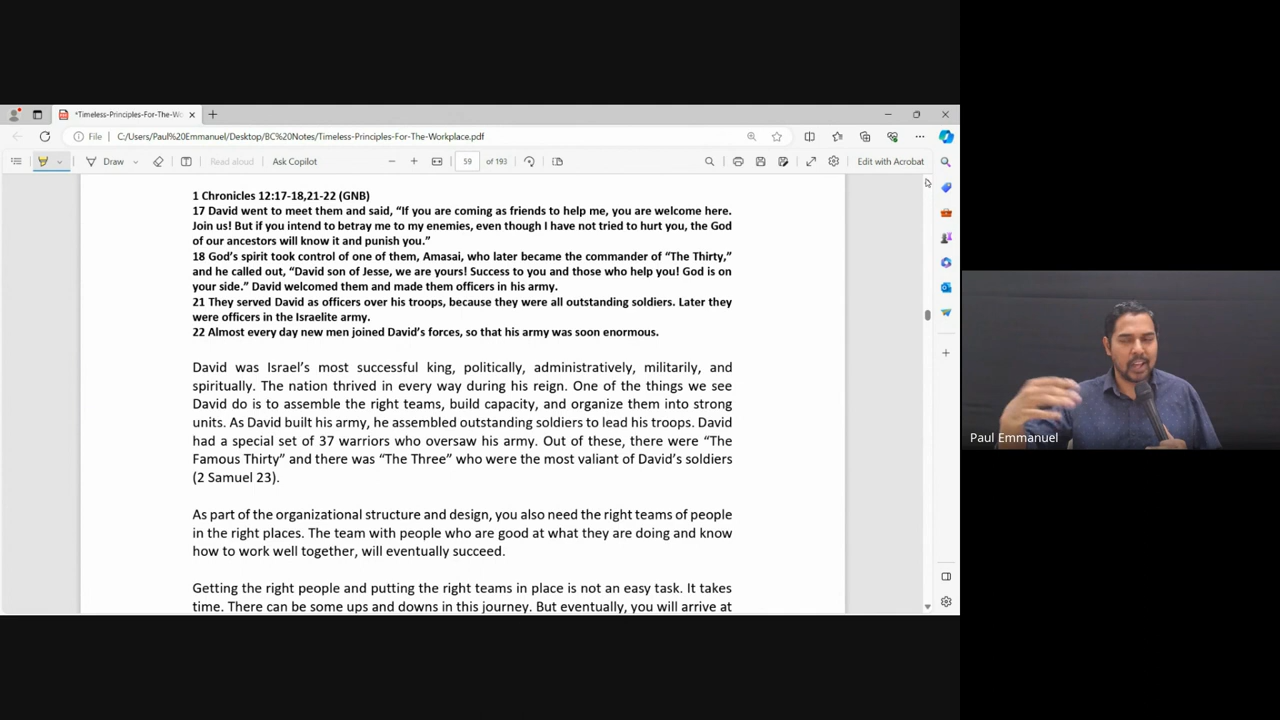 *Timeless-Principles-For-The-Wo
File
C:/Users/Paul%20Emmanuel/Desktop/BC%20Notes/Timeless-Principles-For-The-Workplace.pdf
Draw
Read aloud
Ask Copilot
59
of 193
Edit with Acrobat
1 Chronicles 12:17-18,21-22 (GNB)
17 David went to meet them and said, “If you are coming as friends to help me, you are welcome here.
Join us! But if you intend to betray me to my enemies, even though I have not tried to hurt you, the God
of our ancestors will know it and punish you.”
18 God’s spirit took control of one of them, Amasai, who later became the commander of “The Thirty,”
and he called out, “David son of Jesse, we are yours! Success to you and those who help you! God is on
your side.” David welcomed them and made them officers in his army.
21 They served David as officers over his troops, because they were all outstanding soldiers. Later they
were officers in the Israelite army.
22 Almost every day new men joined David’s forces, so that his army was soon enormous.
David was Israel’s most successful king, politically, administratively, militarily, and
spiritually. The nation thrived in every way during his reign. One of the things we see
David do is to assemble the right teams, build capacity, and organize them into strong
units. As David built his army, he assembled outstanding soldiers to lead his troops. David
had a special set of 37 warriors who oversaw his army. Out of these, there were “The
Famous Thirty” and there was “The Three” who were the most valiant of David’s soldiers
(2 Samuel 23).
As part of the organizational structure and design, you also need the right teams of people
in the right places. The team with people who are good at what they are doing and know
how to work well together, will eventually succeed.
Getting the right people and putting the right teams in place is not an easy task. It takes
time. There can be some ups and downs in this journey. But eventually, you will arrive at
Paul Emmanuel